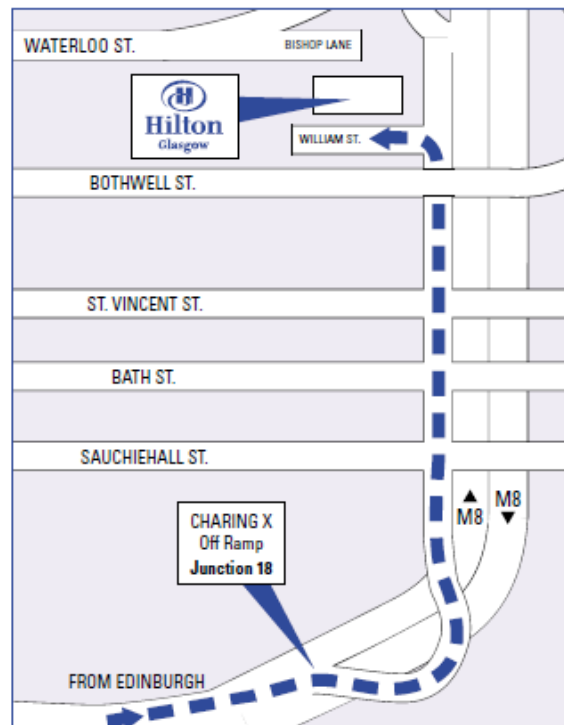 WATERLOO ST.
BISHOP LANE
Hilton
Glasgow
WILLIAM ST.
BOTHWELL ST.
ST. VINCENT ST.
BATH ST.
SAUCHIEHALL ST.
CHARING X
Off Ramp
Junction 18
M8
M8
FROM EDINBURGH